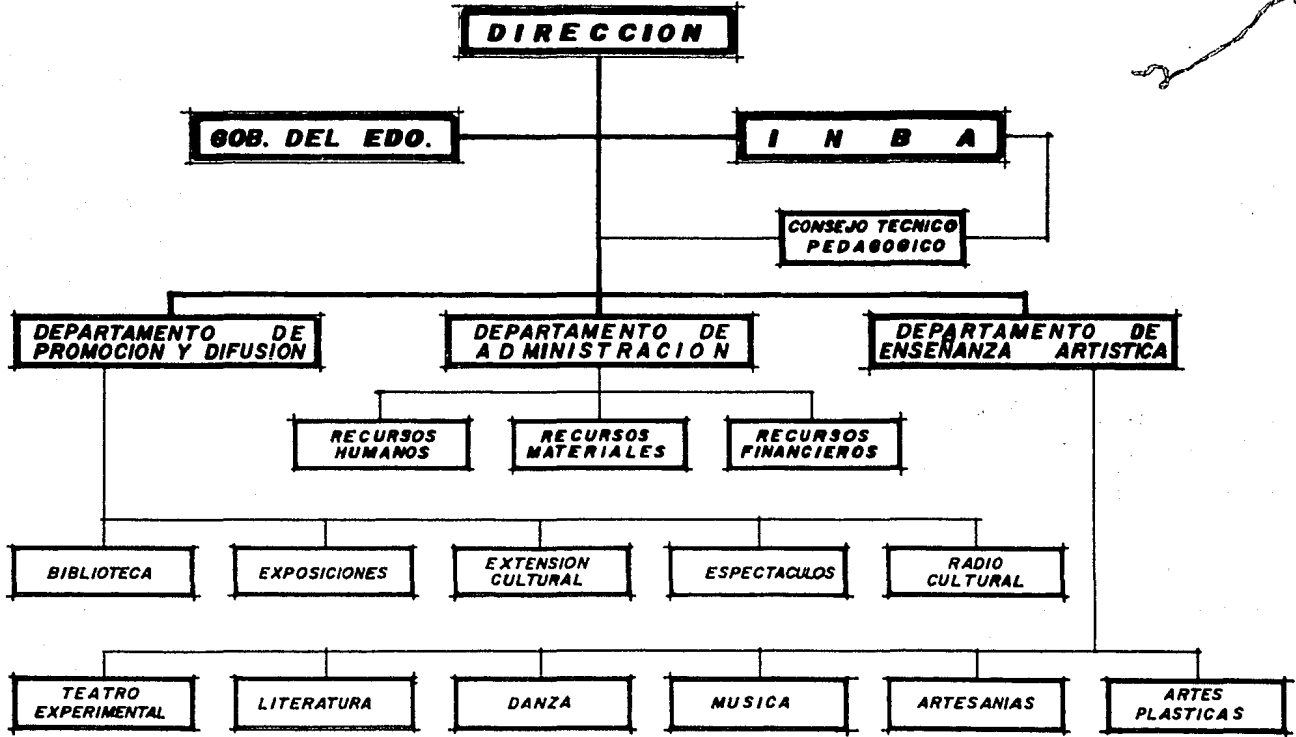 DIRECCION
GOB. DEL EDO.
I N B A
CONSEJO TECNICO
PEDAGOGICO
DEPARTAMENTO DE
PROMOCION Y DIFUSION
DEPARTAMENTO DE
ADMINISTRACION
DEPARTAMENTO DE
ENSEÑANZA ARTISTICA
RECURSOS
HUMANOS
RECURSOS
MATERIALES
RECURSOS
FINANCIEROS
BIBLIOTECA
EXPOSICIONES
EXTENSION
CULTURAL
ESPECTACULOS
RADIO
CULTURAL
TEATRO
EXPERIMENTAL
LITERATURA
DANZA
MUSICA
ARTESANIAS
ARTES
PLASTICAS